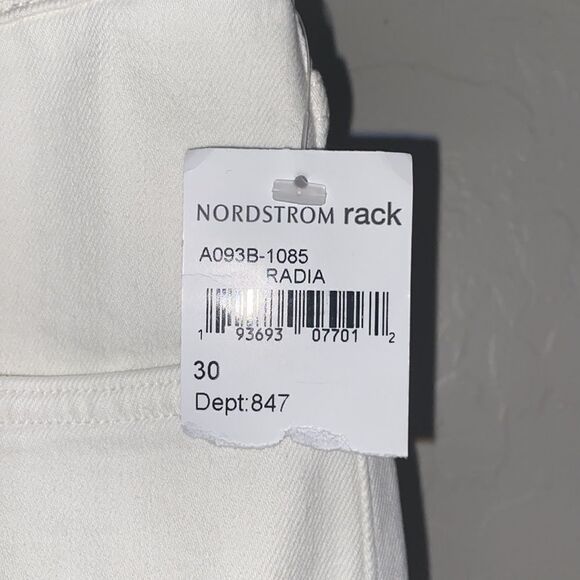 NORDSTROM rack
A093B-1085
RADIA
1 93693 07701 2
30
Dept:847